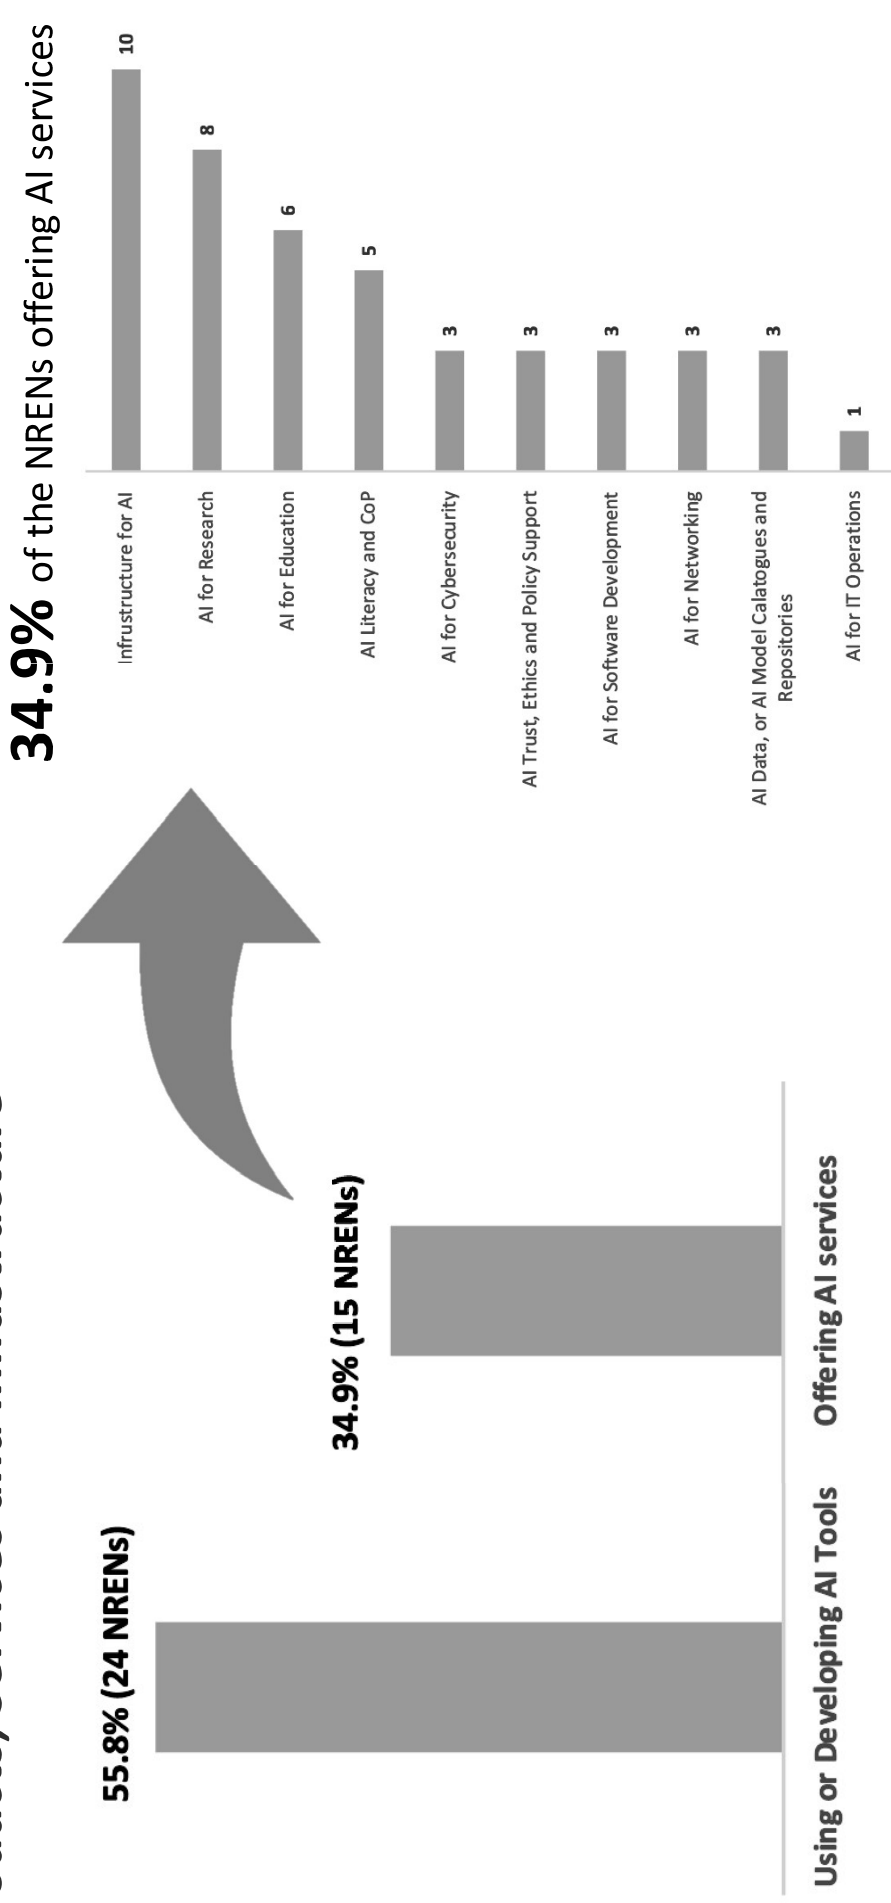 55.8% (24 NRENs)
34.9% (15 NRENs)
Using or Developing AI Tools
Offering AI services
34.9% of the NRENs offering AI services
Infrustructure for AI
10
AI for Research
8
AI for Education
6
AI Literacy and CoP
5
AI for Cybersecurity
3
AI Trust, Ethics and Policy Support
3
AI for Software Development
3
AI for Networking
3
AI Data, or AI Model Calatogues and
Repositories
3
AI for IT Operations
1